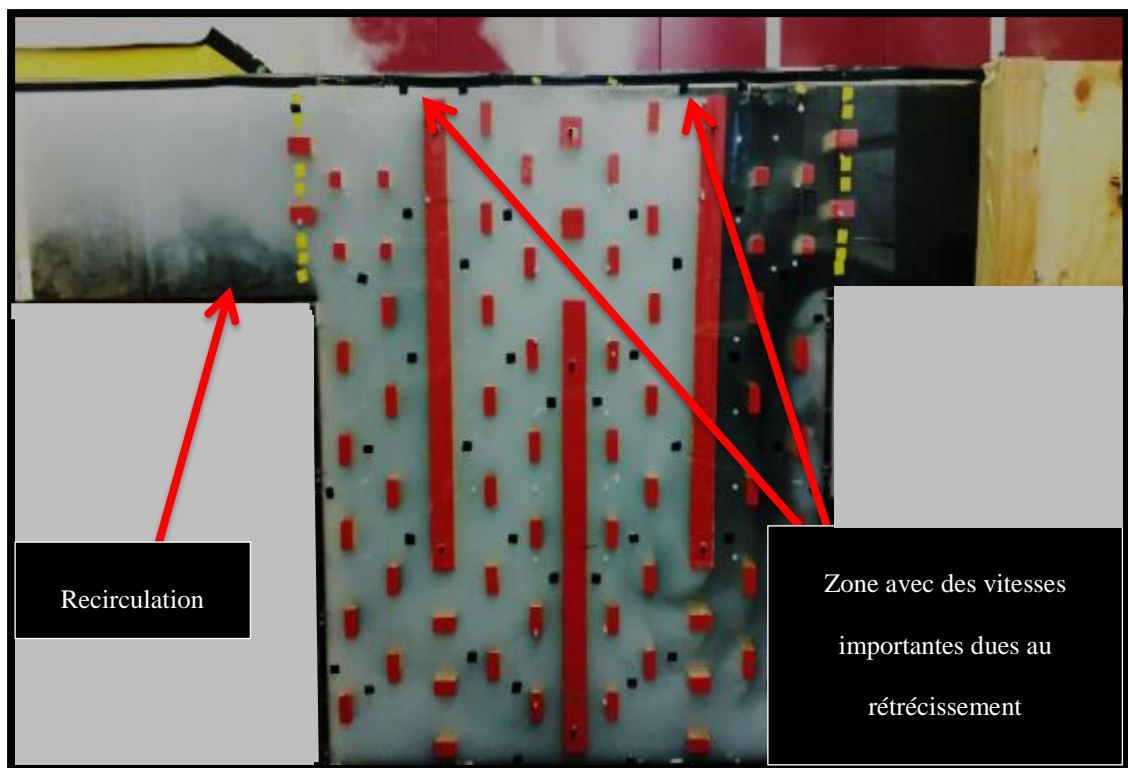 Recirculation
Zone avec des vitesses
importantes dues au
rétrécissement